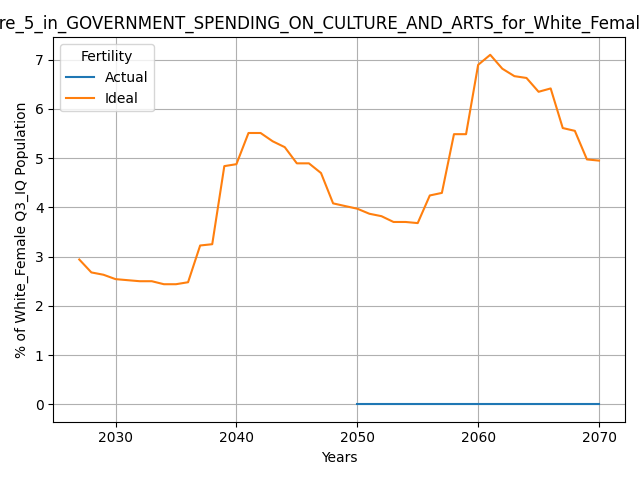 re_5_in_GOVERNMENT_SPENDING_ON_CULTURE_AND_ARTS_for_White_Femal
Fertility
Actual
Ideal
% of White_Female Q3_IQ Population
7
6
5
4
3
2
1
0
2030 2040 2050 2060 2070
Years